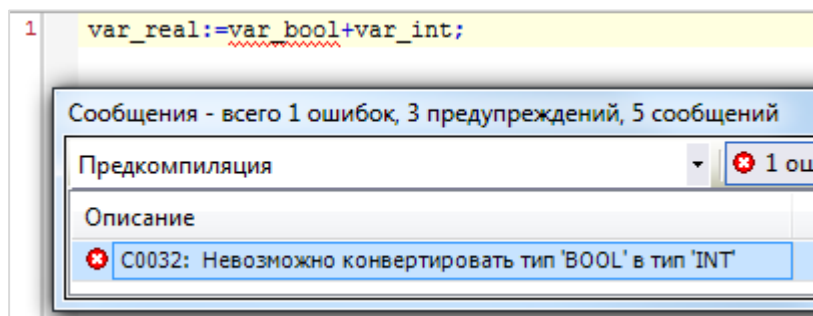 1 var_real:=var_bool+var_int;
Сообщения - всего 1 ошибок, 3 предупреждений, 5 сообщений
Предкомпиляция 1
Описание
C0032: Невозможно конвертировать тип 'BOOL' в тип 'INT'